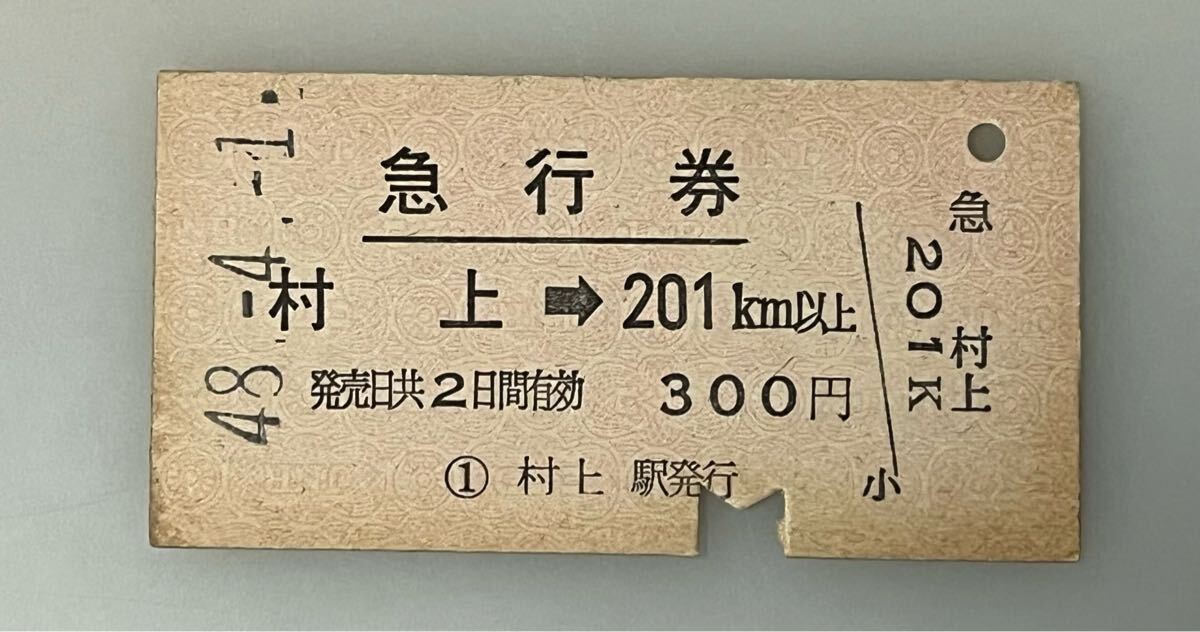 48.-4.-1.
急行券
村上➡201km以上
発売日共2日間有効 300円
① 村上 駅発行
小
急 村上
201K